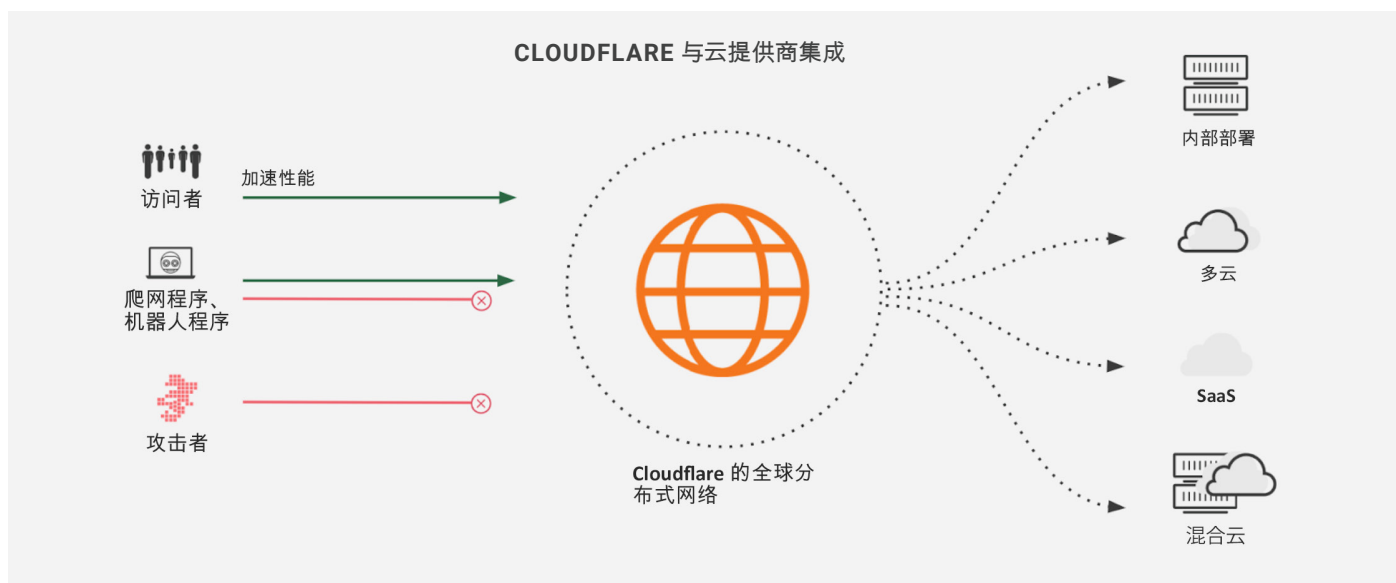 CLOUDFLARE 与云提供商集成
访问者
加速性能
爬网程序、
机器人程序
攻击者
Cloudflare 的全球分
布式网络
内部部署
多云
SaaS
混合云